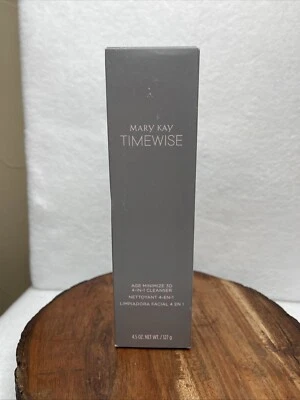 MARY KAY
TIMEWISE
AGE MINIMIZE 3D
4-IN-1 CLEANSER
NETTOYANT 4-EN-1
LIMPIADORA FACIAL 4 EN 1
4.5 OZ. NET WT. / 127 g